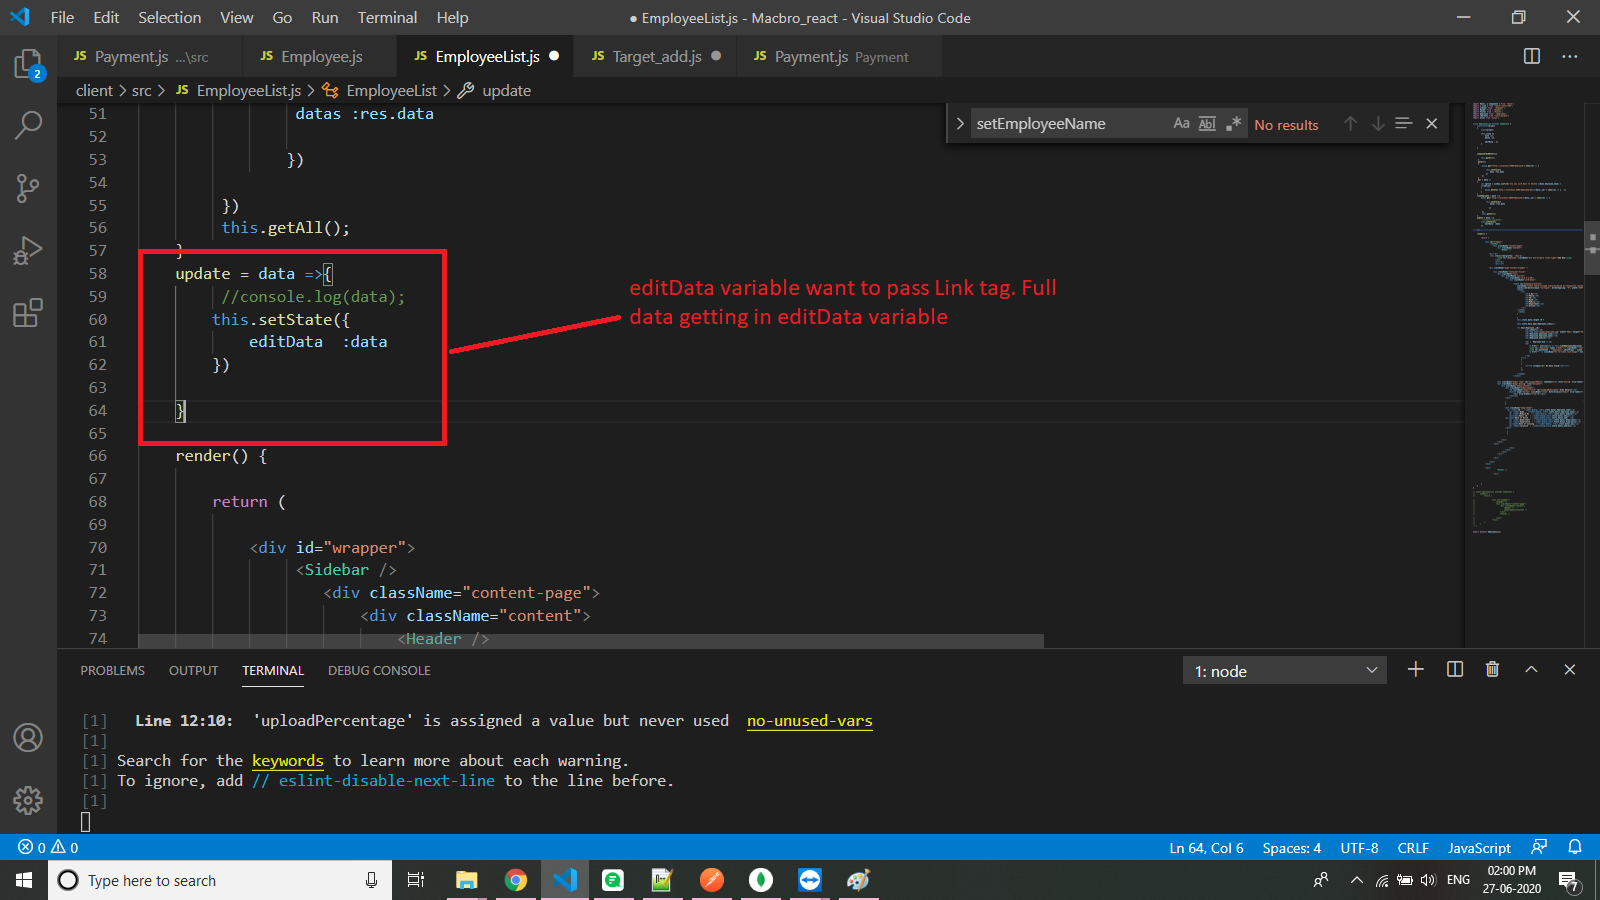 File Edit Selection View Go Run Terminal Help
● EmployeeList.js - Macbro_react - Visual Studio Code
JS Payment.js ...\src
JS Employee.js
JS EmployeeList.js ●
JS Target_add.js ●
JS Payment.js Payment
client > src > JS EmployeeList.js > EmployeeList > update
setEmployeeName Aa Abl .* No results
2
51 datas :res.data
52
53 })
54
55 })
56 this.getAll();
57 }
58 update = data =>{
59 //console.log(data);
60 this.setState({
61 editData  :data
62 })
63
64 }
65
66 render() {
67
68 return (
69
70 <div id="wrapper">
71 <Sidebar />
72 <div className="content-page">
73 <div className="content">
74 <Header />
editData variable want to pass Link tag. Full
data getting in editData variable
PROBLEMS OUTPUT TERMINAL DEBUG CONSOLE
1: node
[1] Line 12:10:  'uploadPercentage' is assigned a value but never used  no-unused-vars
[1]
[1] Search for the keywords to learn more about each warning.
[1] To ignore, add // eslint-disable-next-line to the line before.
[1]
0 0
Ln 64, Col 6 Spaces: 4 UTF-8 CRLF JavaScript
Type here to search
ENG
02:00 PM
27-06-2020
7